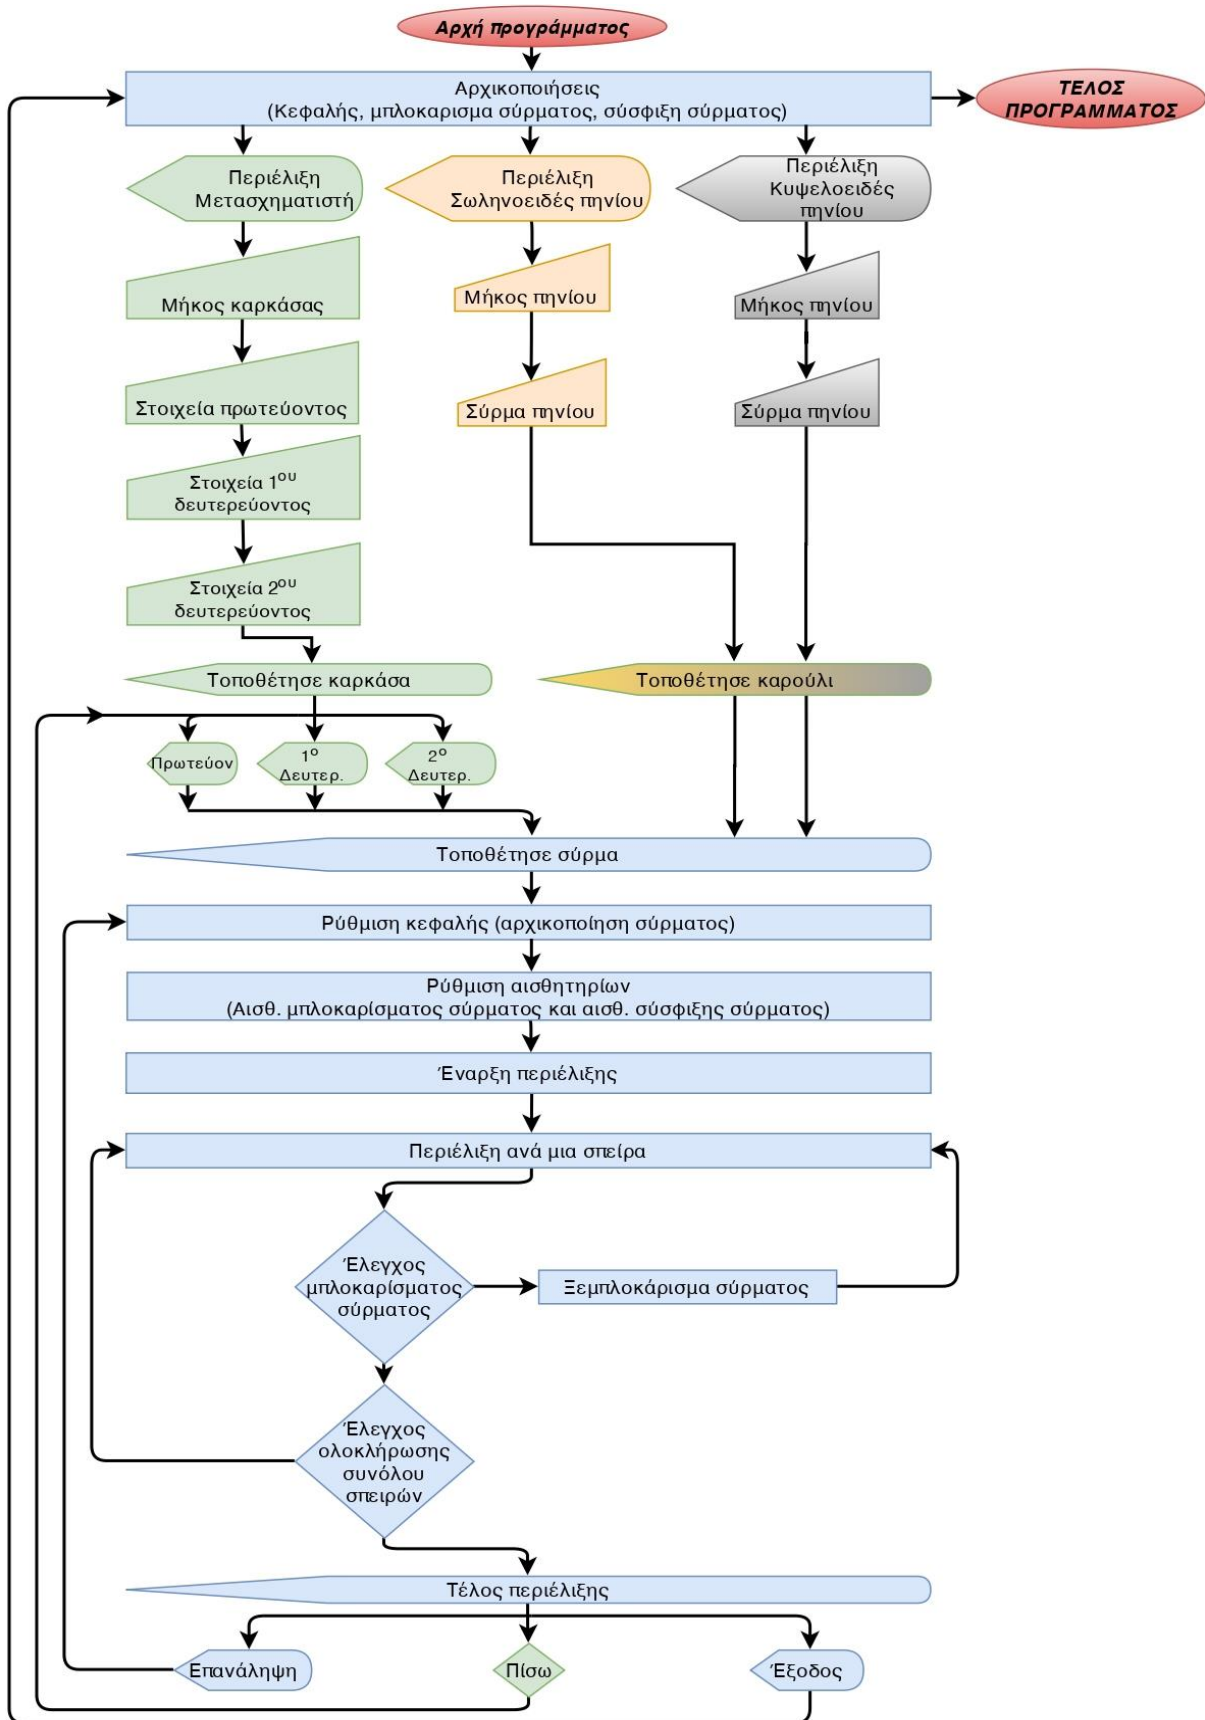 Αρχή προγράμματος
Αρχικοποιήσεις
(Κεφαλής, μπλοκαρισμα σύρματος, σύσφιξη σύρματος)
ΤΕΛΟΣ
ΠΡΟΓΡΑΜΜΑΤΟΣ
Περιέλιξη
Μετασχηματιστή
Περιέλιξη
Σωληνοειδές πηνίου
Περιέλιξη
Κυψελοειδές
πηνίου
Μήκος καρκάσας
Μήκος πηνίου
Μήκος πηνίου
Στοιχεία πρωτεύοντος
Σύρμα πηνίου
Σύρμα πηνίου
Στοιχεία 1ου
δευτερεύοντος
Στοιχεία 2ου
δευτερεύοντος
Τοποθέτησε καρκάσα
Τοποθέτησε καρούλι
Πρωτεύον
1ο
Δευτερ.
2ο
Δευτερ.
Τοποθέτησε σύρμα
Ρύθμιση κεφαλής (αρχικοποίηση σύρματος)
Ρύθμιση αισθητηρίων
(Αισθ. μπλοκαρίσματος σύρματος και αισθ. σύσφιξης σύρματος)
Έναρξη περιέλιξης
Περιέλιξη ανά μια σπείρα
Έλεγχος
μπλοκαρίσματος
σύρματος
Ξεμπλοκάρισμα σύρματος
Έλεγχος
ολοκλήρωσης
συνόλου
σπειρών
Τέλος περιέλιξης
Επανάληψη
Πίσω
Έξοδος